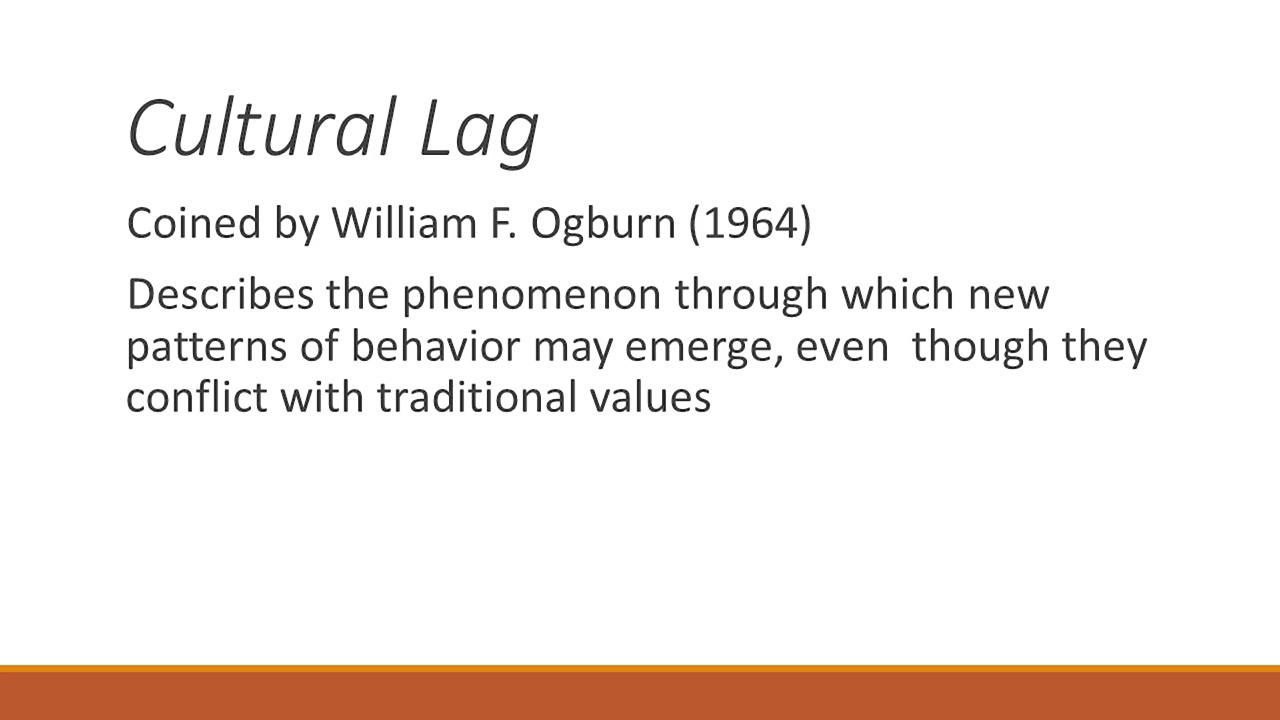 Cultural Lag
Coined by William F. Ogburn (1964)
Describes the phenomenon through which new
patterns of behavior may emerge, even  though they
conflict with traditional values